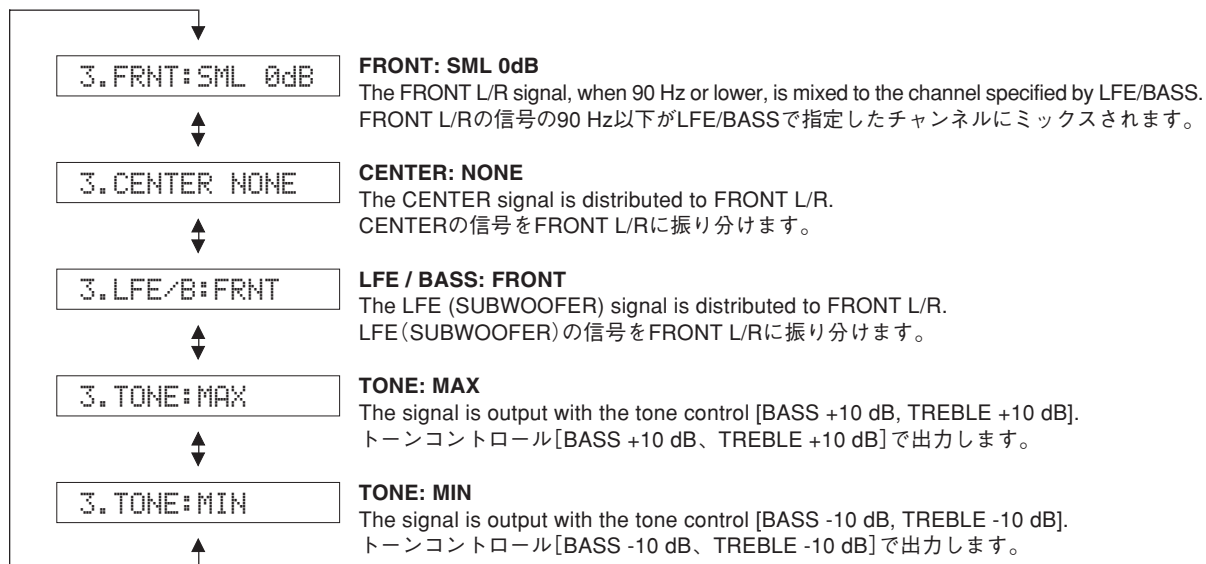 3.FRNT:SML 0dB
FRONT: SML 0dB
The FRONT L/R signal, when 90 Hz or lower, is mixed to the channel specified by LFE/BASS.
FRONT L/Rの信号の90 Hz以下がLFE/BASSで指定したチャンネルにミックスされます。
3.CENTER NONE
CENTER: NONE
The CENTER signal is distributed to FRONT L/R.
CENTERの信号をFRONT L/Rに振り分けます。
3.LFE/B:FRNT
LFE / BASS: FRONT
The LFE (SUBWOOFER) signal is distributed to FRONT L/R.
LFE(SUBWOOFER)の信号をFRONT L/Rに振り分けます。
3.TONE:MAX
TONE: MAX
The signal is output with the tone control [BASS +10 dB, TREBLE +10 dB].
トーンコントロール[BASS +10 dB、TREBLE +10 dB]で出力します。
3.TONE:MIN
TONE: MIN
The signal is output with the tone control [BASS -10 dB, TREBLE -10 dB].
トーンコントロール[BASS -10 dB、TREBLE -10 dB]で出力します。